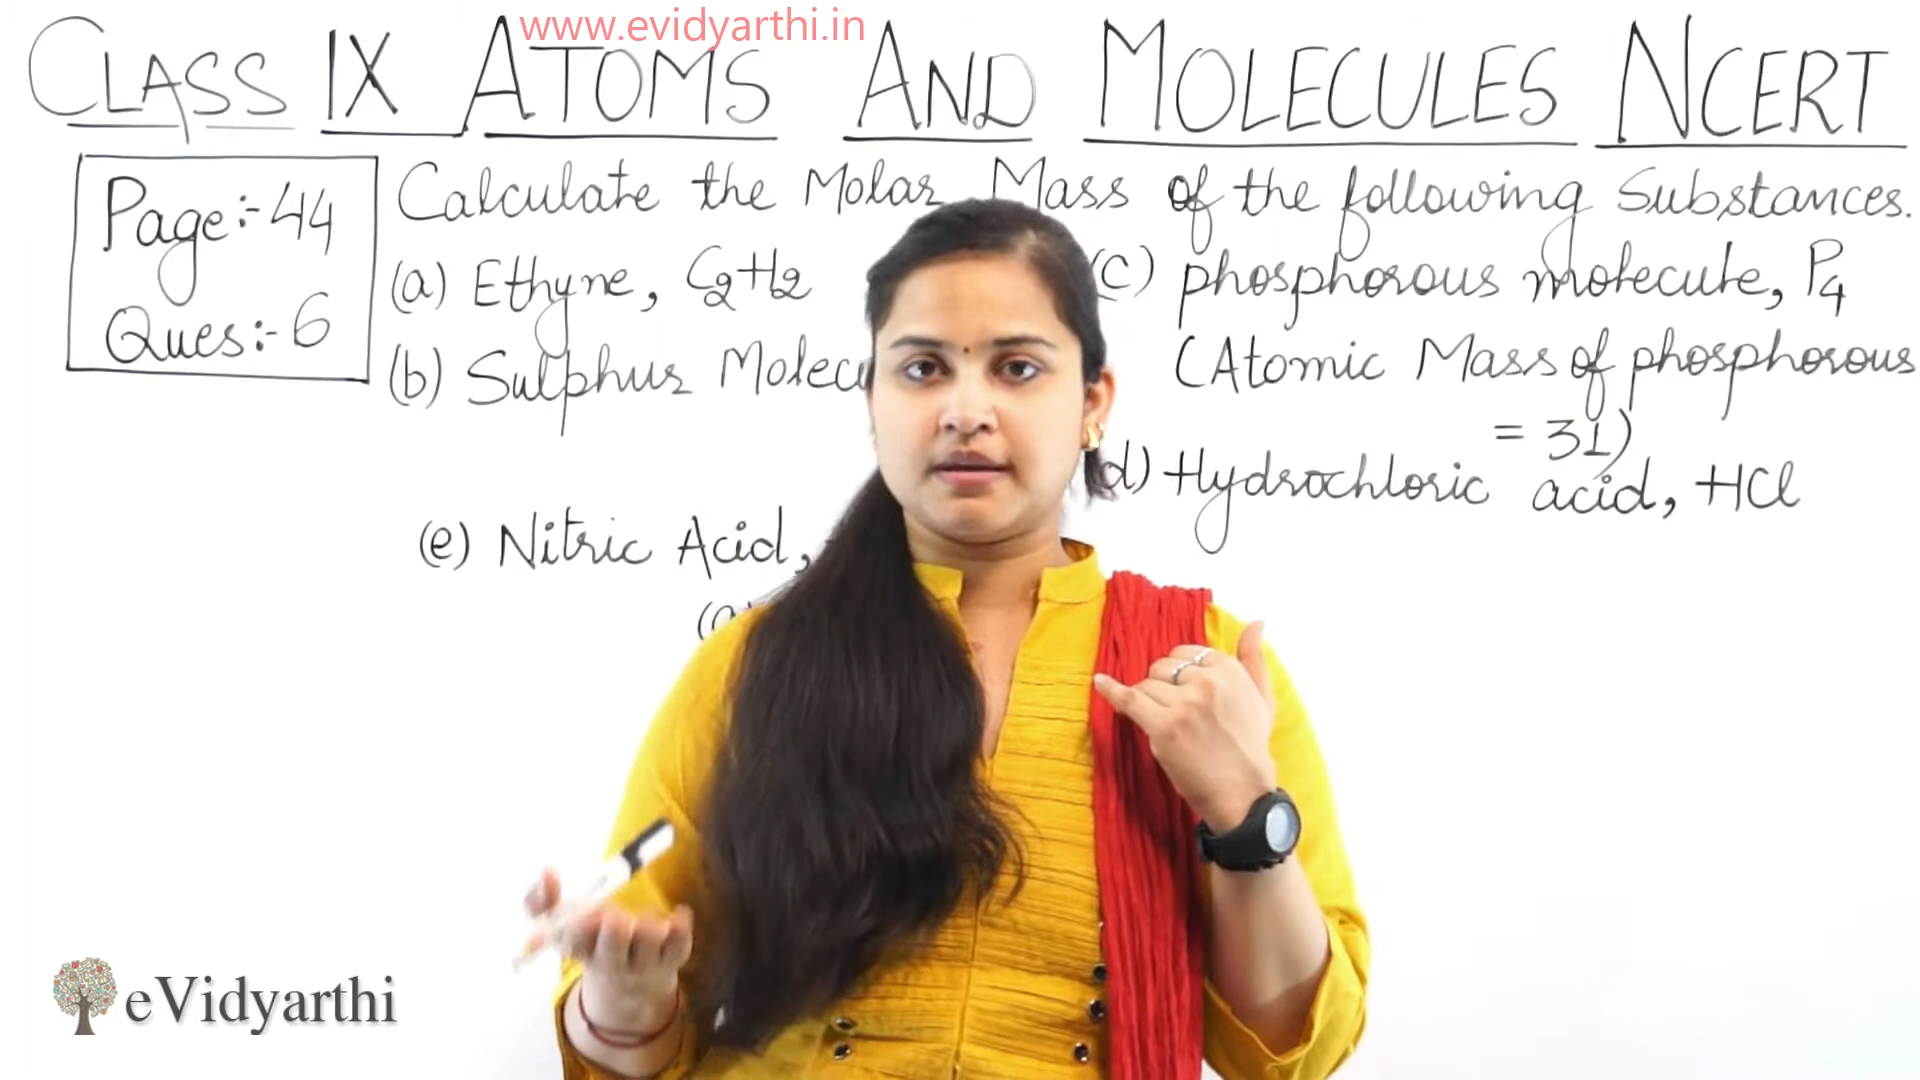 www.evidyarthi.in
CLASS IX ATOMS AND MOLECULES NCERT
Page:-44
Ques:-6
Calculate the Molar Mass of the following Substances.
(a) Ethyne, C2H2
(b) Sulphur
(c) phosphorous molecule, P4
(Atomic Mass of phosphorous
= 31)
d) Hydrochloric acid, HCl
(e) Nitric Acid,
eVidyarthi